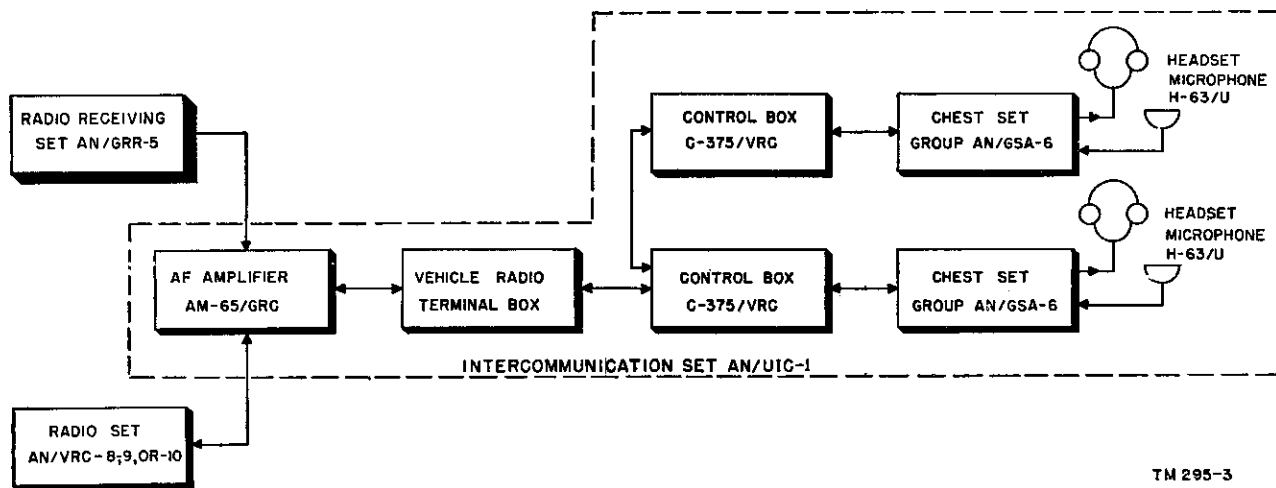 RADIO RECEIVING
SET AN/GRR-5
CONTROL BOX
C-375/VRC
CHEST SET
GROUP AN/GSA-6
HEADSET
MICROPHONE
H-63/U
AF AMPLIFIER
AM-65/GRC
VEHICLE RADIO
TERMINAL BOX
CONTROL BOX
C-375/VRC
CHEST SET
GROUP AN/GSA-6
HEADSET
MICROPHONE
H-63/U
INTERCOMMUNICATION SET AN/UIC-1
RADIO SET
AN/VRC-8,-9, OR-10
TM 295-3